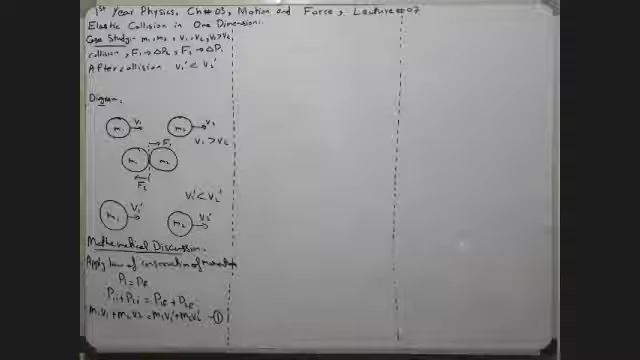 1st Year Physics, Ch#03, Motion and Force, Lecture#07
Elastic Collision in One Dimension:
Case Study:- m₁, m₂, v₁, v₂, v₁>v₂,
collision, F₁→ΔP₂, F₂→ΔP₁
After collision v₁'<v₂'
Diagram.
m₁ v₁ m₂ v₂
v₁>v₂
F₁
m₁ m₂
F₂
v₁'<v₂'
m₁ v₁' m₂ v₂'
Mathematical Discussion.
Apply law of conservation of
Pᵢ=Pf
P₁ᵢ+P₂ᵢ=P₁f+P₂f
m₁v₁+m₂v₂=m₁v₁'+m₂v₂' —①